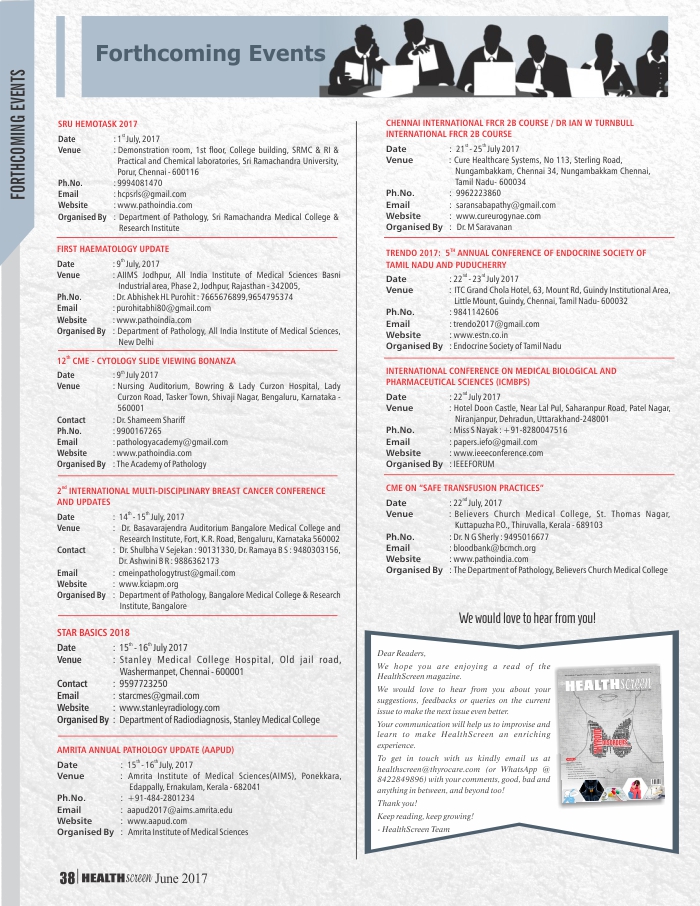 FORTHCOMING EVENTS
Forthcoming Events
SRU HEMOTASK 2017
Date : 1st July, 2017
Venue : Demonstration room, 1st floor, College building, SRMC & RI &
Practical and Chemical laboratories, Sri Ramachandra University,
Porur, Chennai - 600116
Ph.No. : 9994081470
Email : hcpsrls@gmail.com
Website : www.pathoindia.com
Organised By : Department of Pathology, Sri Ramachandra Medical College &
Research Institute
FIRST HAEMATOLOGY UPDATE
Date : 9th July, 2017
Venue : AIIMS Jodhpur, All India Institute of Medical Sciences Basni
Industrial area, Phase 2, Jodhpur, Rajasthan - 342005,
Ph.No. : Dr. Abhishek HL Purohit : 7665676899,9654795374
Email : purohitabhi80@gmail.com
Website : www.pathoindia.com
Organised By : Department of Pathology, All India Institute of Medical Sciences,
New Delhi
12th CME - CYTOLOGY SLIDE VIEWING BONANZA
Date : 9th July 2017
Venue : Nursing Auditorium, Bowring & Lady Curzon Hospital, Lady
Curzon Road, Tasker Town, Shivaji Nagar, Bengaluru, Karnataka -
560001
Contact : Dr. Shameem Shariff
Ph.No. : 9900167265
Email : pathologyacademy@gmail.com
Website : www.pathoindia.com
Organised By : The Academy of Pathology
2nd INTERNATIONAL MULTI-DISCIPLINARY BREAST CANCER CONFERENCE
AND UPDATES
Date : 14th - 15th July, 2017
Venue : Dr. Basavarajendra Auditorium Bangalore Medical College and
Research Institute, Fort, K.R. Road, Bengaluru, Karnataka 560002
Contact : Dr. Shulbha V Sejekan : 90131330, Dr. Ramaya B S : 9480303156,
Dr. Ashwini B R : 9886362173
Email : cmeinpathologytrust@gmail.com
Website : www.kciapm.org
Organised By : Department of Pathology, Bangalore Medical College & Research
Institute, Bangalore
STAR BASICS 2018
Date : 15th - 16th July 2017
Venue : Stanley Medical College Hospital, Old jail road,
Washermanpet, Chennai - 600001
Contact : 9597723250
Email : starcmes@gmail.com
Website : www.stanleyradiology.com
Organised By : Department of Radiodiagnosis, Stanley Medical College
AMRITA ANNUAL PATHOLOGY UPDATE (AAPUD)
Date : 15th - 16th July 2017
Venue : Amrita Institute of Medical Sciences(AIMS), Ponekkara,
Edappally, Ernakulam, Kerala - 682041
Ph.No. : +91-484-2801234
Email : aapud2017@aims.amrita.edu
Website : www.aapud.com
Organised By : Amrita Institute of Medical Sciences
CHENNAI INTERNATIONAL FRCR 2B COURSE / DR IAN W TURNBULL
INTERNATIONAL FRCR 2B COURSE
Date : 21st - 25th July 2017
Venue : Cure Healthcare Systems, No 113, Sterling Road,
Nungambakkam, Chennai 34, Nungambakkam Chennai,
Tamil Nadu- 600034
Ph.No. : 9962223860
Email : saransabapathy@gmail.com
Website : www.cureurogynae.com
Organised By : Dr. M Saravanan
TRENDO 2017: 5TH ANNUAL CONFERENCE OF ENDOCRINE SOCIETY OF
TAMIL NADU AND PUDUCHERRY
Date : 22nd - 23rd July 2017
Venue : ITC Grand Chola Hotel, 63, Mount Rd, Guindy Institutional Area,
Little Mount, Guindy, Chennai, Tamil Nadu- 600032
Ph.No. : 9841142606
Email : trendo2017@gmail.com
Website : www.estn.co.in
Organised By : Endocrine Society of Tamil Nadu
INTERNATIONAL CONFERENCE ON MEDICAL BIOLOGICAL AND
PHARMACEUTICAL SCIENCES (ICMBPS)
Date : 22nd July 2017
Venue : Hotel Doon Castle, Near Lal Pul, Saharanpur Road, Patel Nagar,
Niranjanpur, Dehradun, Uttarakhand-248001
Ph.No. : Miss S Nayak : +91-8280047516
Email : papers.iefo@gmail.com
Website : www.ieeeconference.com
Organised By : IEEEFORUM
CME ON "SAFE TRANSFUSION PRACTICES"
Date : 22nd July, 2017
Venue : Believers Church Medical College, St. Thomas Nagar,
Kuttapuzha P.O., Thiruvalla, Kerala - 689103
Ph.No. : Dr. N G Sherly : 9495016677
Email : bloodbank@bcmch.org
Website : www.pathoindia.com
Organised By : The Department of Pathology, Believers Church Medical College
We would love to hear from you!
Dear Readers,
We hope you are enjoying a read of the
HealthScreen magazine.
We would love to hear from you about your
suggestions, feedbacks or queries on the current
issue to make the next issue even better.
Your communication will help us to improvise and
learn to make HealthScreen an enriching
experience.
To get in touch with us kindly email us at
healthscreen@thyrocare.com (or WhatsApp @
8422849896) with your comments, good, bad and
anything in between, and beyond too!
Thank you!
Keep reading, keep growing!
- HealthScreen Team
HEALTHscreen
THYROID
DISORDERS
38 HEALTHscreen June 2017